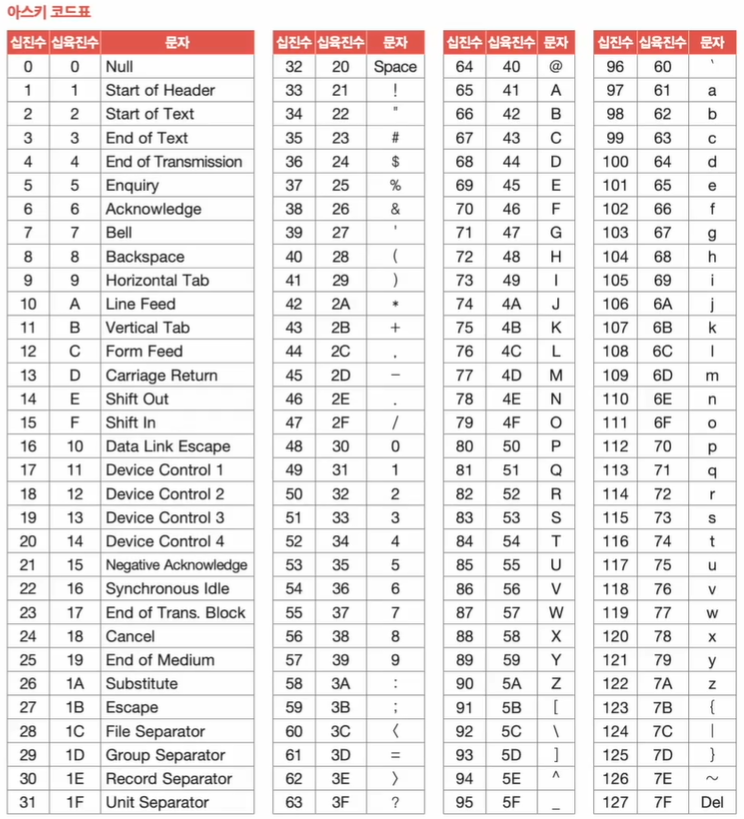 아스키 코드표
십진수 십육진수 문자 십진수 십육진수 문자 십진수 십육진수 문자 십진수 십육진수 문자
0 0 Null 32 20 Space 64 40 @ 96 60 `
1 1 Start of Header 33 21 ! 65 41 A 97 61 a
2 2 Start of Text 34 22 " 66 42 B 98 62 b
3 3 End of Text 35 23 # 67 43 C 99 63 c
4 4 End of Transmission 36 24 $ 68 44 D 100 64 d
5 5 Enquiry 37 25 % 69 45 E 101 65 e
6 6 Acknowledge 38 26 & 70 46 F 102 66 f
7 7 Bell 39 27 ' 71 47 G 103 67 g
8 8 Backspace 40 28 ( 72 48 H 104 68 h
9 9 Horizontal Tab 41 29 ) 73 49 I 105 69 i
10 A Line Feed 42 2A * 74 4A J 106 6A j
11 B Vertical Tab 43 2B + 75 4B K 107 6B k
12 C Form Feed 44 2C , 76 4C L 108 6C l
13 D Carriage Return 45 2D − 77 4D M 109 6D m
14 E Shift Out 46 2E . 78 4E N 110 6E n
15 F Shift In 47 2F / 79 4F O 111 6F o
16 10 Data Link Escape 48 30 0 80 50 P 112 70 p
17 11 Device Control 1 49 31 1 81 51 Q 113 71 q
18 12 Device Control 2 50 32 2 82 52 R 114 72 r
19 13 Device Control 3 51 33 3 83 53 S 115 73 s
20 14 Device Control 4 52 34 4 84 54 T 116 74 t
21 15 Negative Acknowledge 53 35 5 85 55 U 117 75 u
22 16 Synchronous Idle 54 36 6 86 56 V 118 76 v
23 17 End of Trans. Block 55 37 7 87 57 W 119 77 w
24 18 Cancel 56 38 8 88 58 X 120 78 x
25 19 End of Medium 57 39 9 89 59 Y 121 79 y
26 1A Substitute 58 3A : 90 5A Z 122 7A z
27 1B Escape 59 3B ; 91 5B [ 123 7B {
28 1C File Separator 60 3C 〈 92 5C \ 124 7C |
29 1D Group Separator 61 3D = 93 5D ] 125 7D }
30 1E Record Separator 62 3E 〉 94 5E ^ 126 7E ~
31 1F Unit Separator 63 3F ? 95 5F _ 127 7F Del